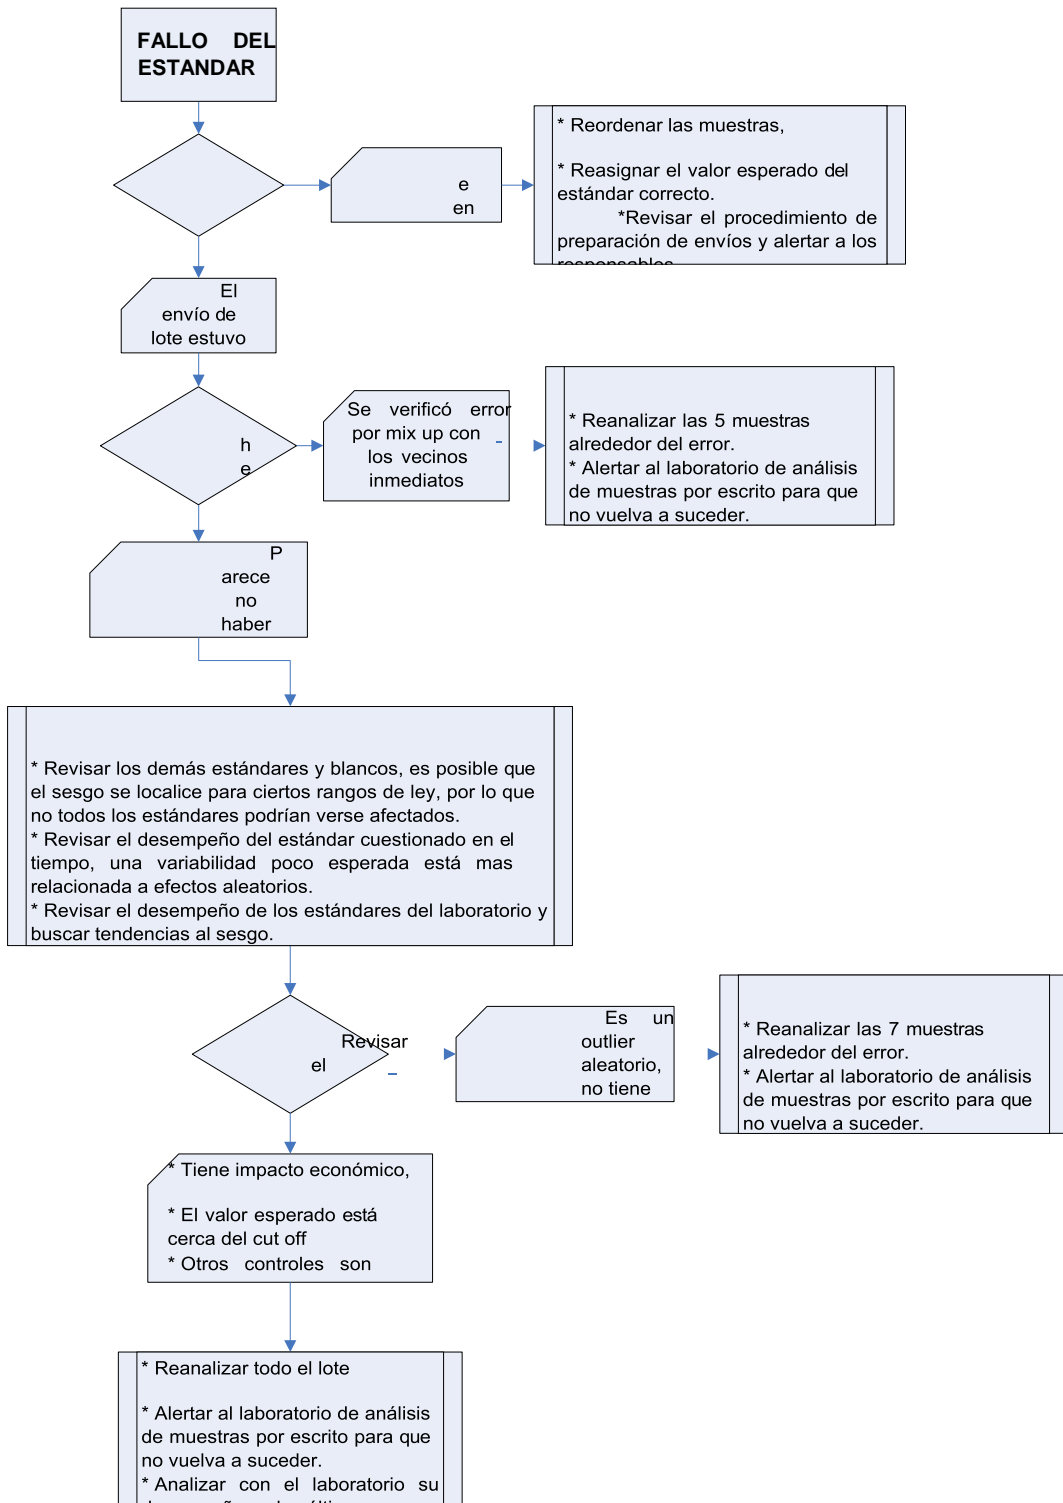 FALLO DEL
ESTANDAR
* Reordenar las muestras,
* Reasignar el valor esperado del
estándar correcto.
*Revisar el procedimiento de
preparación de envíos y alertar a los
responsables
e
en
El
envío de
lote estuvo
Se verificó error
por mix up con
los vecinos
inmediatos
h
e
* Reanalizar las 5 muestras
alrededor del error.
* Alertar al laboratorio de análisis
de muestras por escrito para que
no vuelva a suceder.
P
arece
no
haber
* Revisar los demás estándares y blancos, es posible que
el sesgo se localice para ciertos rangos de ley, por lo que
no todos los estándares podrían verse afectados.
* Revisar el desempeño del estándar cuestionado en el
tiempo, una variabilidad poco esperada está mas
relacionada a efectos aleatorios.
* Revisar el desempeño de los estándares del laboratorio y
buscar tendencias al sesgo.
Revisar
el
Es un
outlier
aleatorio,
no tiene
* Reanalizar las 7 muestras
alrededor del error.
* Alertar al laboratorio de análisis
de muestras por escrito para que
no vuelva a suceder.
* Tiene impacto económico,
* El valor esperado está
cerca del cut off
* Otros controles son
* Reanalizar todo el lote
* Alertar al laboratorio de análisis
de muestras por escrito para que
no vuelva a suceder.
* Analizar con el laboratorio su